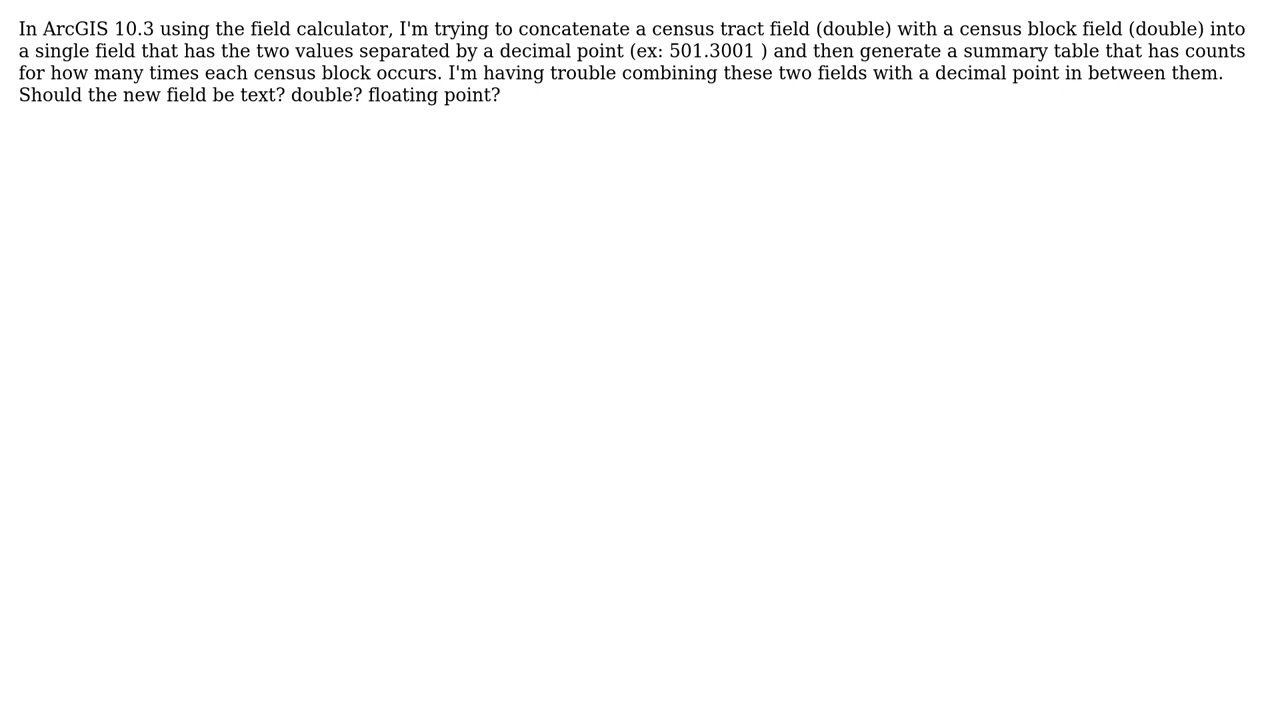 In ArcGIS 10.3 using the field calculator, I'm trying to concatenate a census tract field (double) with a census block field (double) into
a single field that has the two values separated by a decimal point (ex: 501.3001 ) and then generate a summary table that has counts
for how many times each census block occurs. I'm having trouble combining these two fields with a decimal point in between them.
Should the new field be text? double? floating point?